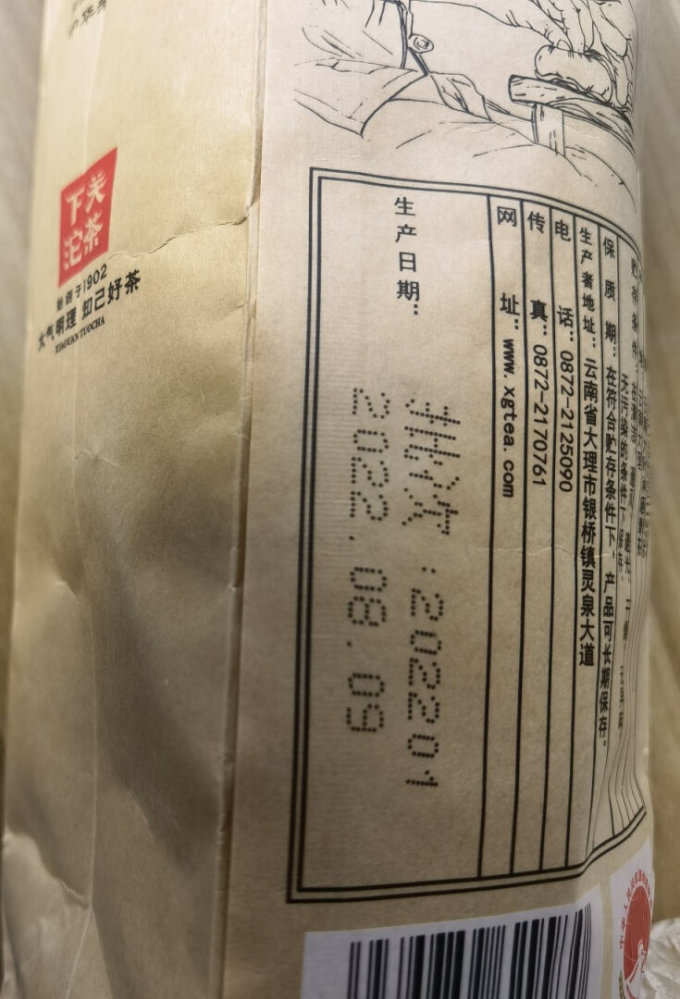 下关
沱茶
始创于1902
大气明理 知己好茶
XIAGUAN TUOCHA
保 质 期：在符合贮存条件下，产品可长期保存。
生产者地址：云南省大理市银桥镇灵泉大道
电 话：0872-2125090
传 真：0872-2170761
网 址：www.xgtea.com
生产日期：
批次：202201
2022.08.09